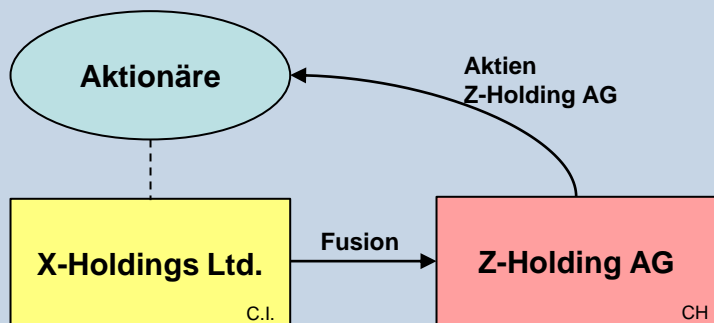 Aktionäre
Aktien
Z-Holding AG
X-Holdings Ltd.
C.I.
Fusion
Z-Holding AG
CH